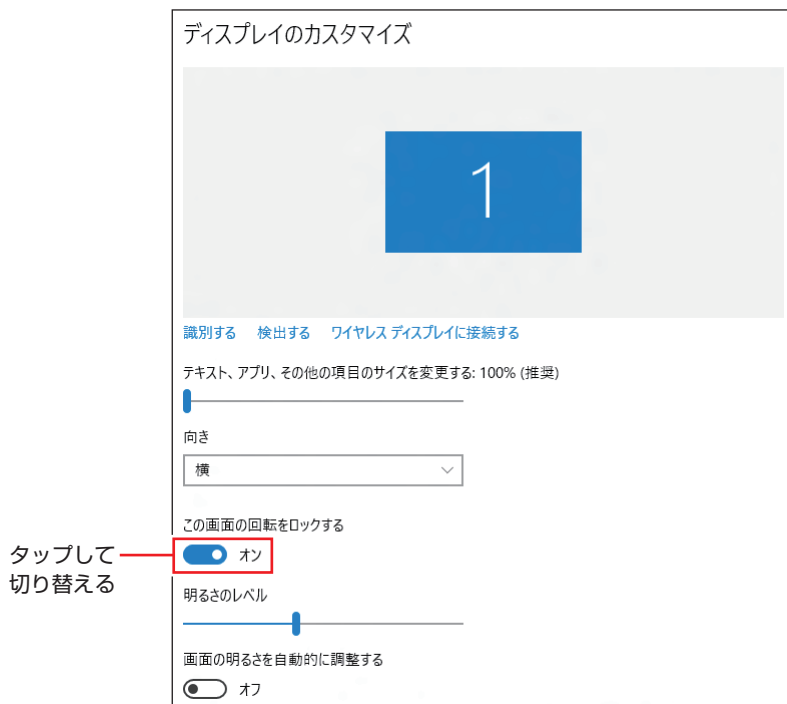 ディスプレイのカスタマイズ
1
識別する 検出する ワイヤレス ディスプレイに接続する
テキスト、アプリ、その他の項目のサイズを変更する: 100% (推奨)
向き
横
この画面の回転をロックする
タップして
切り替える
オン
明るさのレベル
画面の明るさを自動的に調整する
オフ